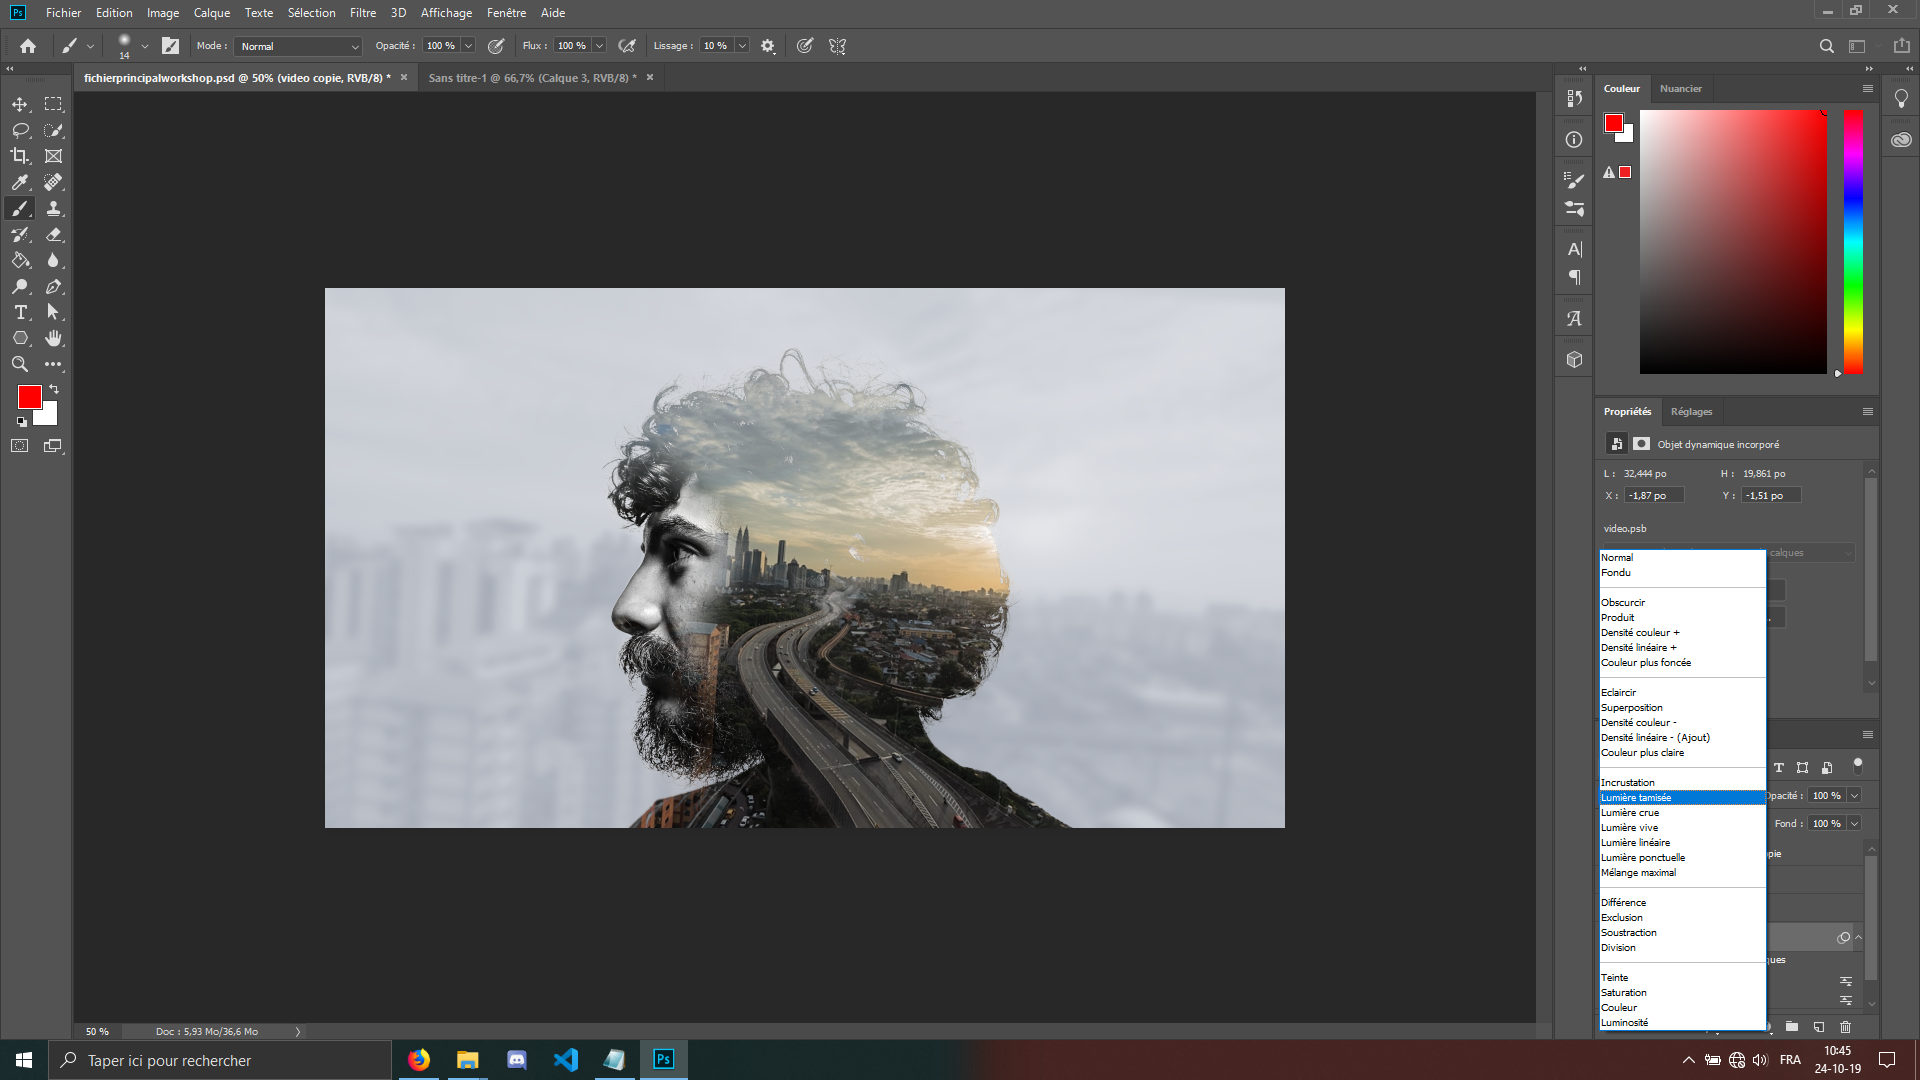 Ps Fichier Edition Image Calque Texte Sélection Filtre 3D Affichage Fenêtre Aide
14 Mode : Normal Opacité : 100 % Flux : 100 % Lissage : 10 %
fichierprincipalworkshop.psd @ 50% (video copie, RVB/8) * × Sans titre-1 @ 66,7% (Calque 3, RVB/8) * ×
Couleur Nuancier
Propriétés Réglages
Objet dynamique incorporé
L : 32,444 po H : 19,861 po
X : -1,87 po Y : -1,51 po
video.psb
calques
Normal
Fondu
Obscurcir
Produit
Densité couleur +
Densité linéaire +
Couleur plus foncée
Eclaircir
Superposition
Densité couleur -
Densité linéaire - (Ajout)
Couleur plus claire
Incrustation
Lumière tamisée
Opacité : 100 %
Lumière crue
Lumière vive
Fond : 100 %
Lumière linéaire
Lumière ponctuelle
pie
Mélange maximal
Différence
Exclusion
Soustraction
Division
ques
Teinte
Saturation
Couleur
Luminosité
50 % Doc : 5,93 Mo/36,6 Mo
Taper ici pour rechercher
Ps
FRA
10:45
24-10-19